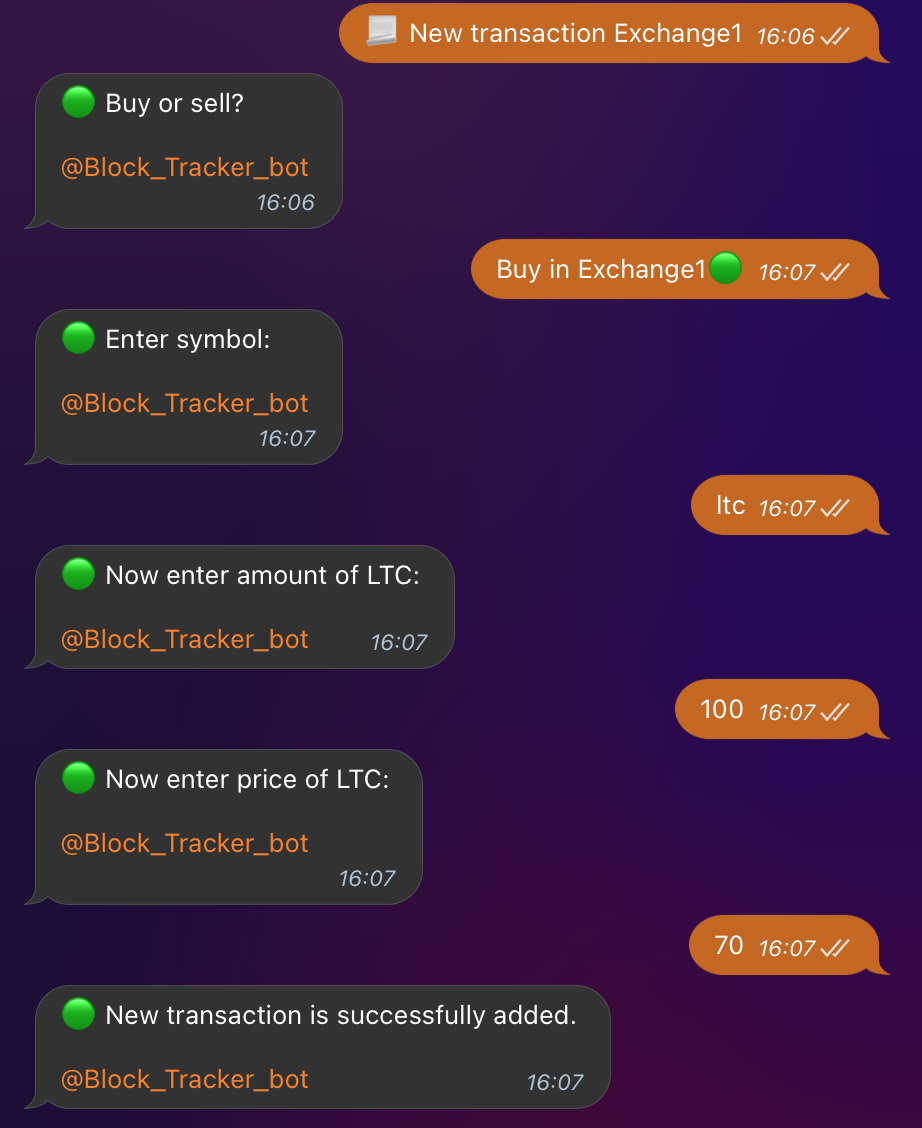 New transaction Exchange1 16:06
Buy or sell?
@Block_Tracker_bot
16:06
Buy in Exchange1 16:07
Enter symbol:
@Block_Tracker_bot
16:07
ltc 16:07
Now enter amount of LTC:
@Block_Tracker_bot 16:07
100 16:07
Now enter price of LTC:
@Block_Tracker_bot
16:07
70 16:07
New transaction is successfully added.
@Block_Tracker_bot 16:07